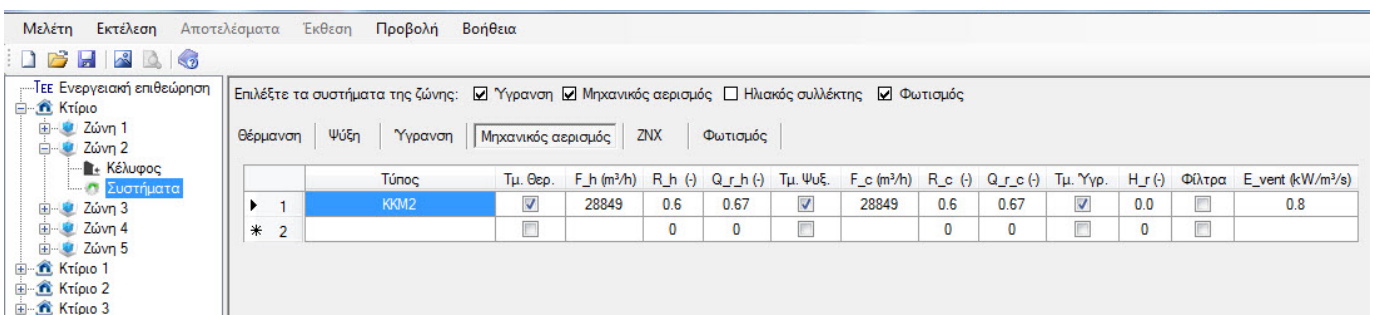 Μελέτη Εκτέλεση Αποτελέσματα Έκθεση Προβολή Βοήθεια
ΤΕΕ Ενεργειακή επιθεώρηση
Κτίριο
Ζώνη 1
Ζώνη 2
Κέλυφος
Συστήματα
Ζώνη 3
Ζώνη 4
Ζώνη 5
Κτίριο 1
Κτίριο 2
Κτίριο 3
Επιλέξτε τα συστήματα της ζώνης: Ύγρανση Μηχανικός αερισμός Ηλιακός συλλέκτης Φωτισμός
Θέρμανση Ψύξη Ύγρανση Μηχανικός αερισμός ΖΝΧ Φωτισμός
Τύπος Τμ. Θερ. F_h (m³/h) R_h (-) Q_r_h (-) Τμ. Ψυξ. F_c (m³/h) R_c (-) Q_r_c (-) Τμ. Ύγρ. H_r (-) Φίλτρα E_vent (kW/m³/s)
1 KKM2 28849 0.6 0.67 28849 0.6 0.67 0.0 0.8
2 0 0 0 0 0